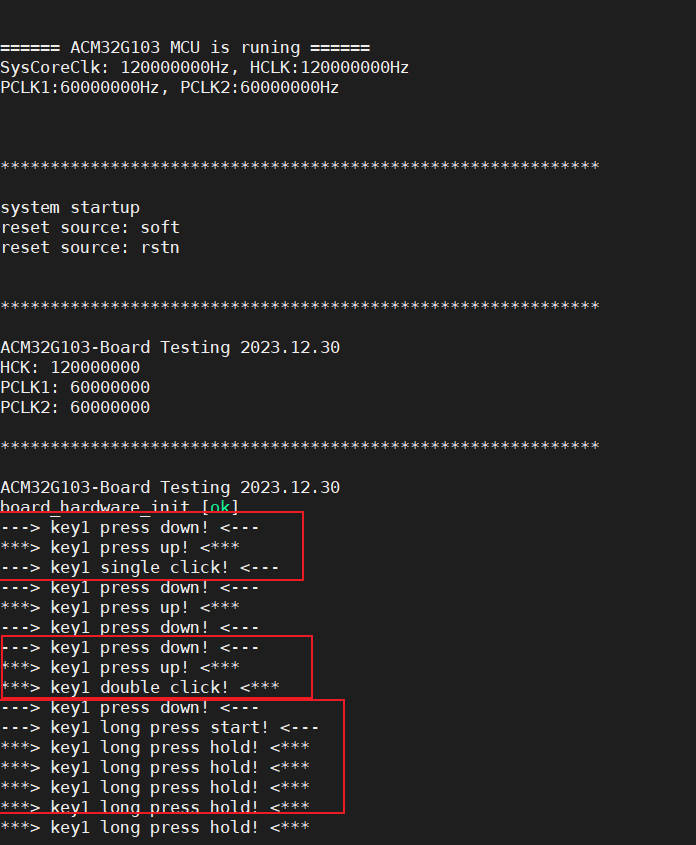 ====== ACM32G103 MCU is runing ======
SysCoreClk: 120000000Hz, HCLK:120000000Hz
PCLK1:60000000Hz, PCLK2:60000000Hz
************************************************************
system startup
reset source: soft
reset source: rstn
************************************************************
ACM32G103-Board Testing 2023.12.30
HCK: 120000000
PCLK1: 60000000
PCLK2: 60000000
************************************************************
ACM32G103-Board Testing 2023.12.30
board_hardware_init [ok]
---> key1 press down! <---
***> key1 press up! <***
---> key1 single click! <---
---> key1 press down! <---
***> key1 press up! <***
---> key1 press down! <---
---> key1 press down! <---
***> key1 press up! <***
***> key1 double click! <***
---> key1 press down! <---
---> key1 long press start! <---
***> key1 long press hold! <***
***> key1 long press hold! <***
***> key1 long press hold! <***
***> key1 long press hold! <***
***> key1 long press hold! <***